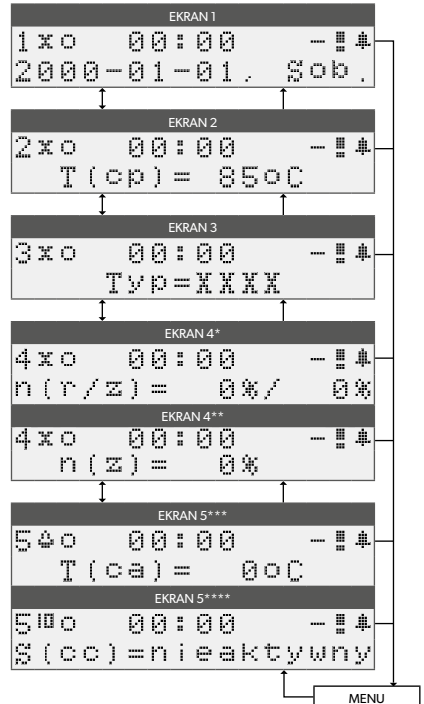 EKRAN 1
1xo 00:00 -!🔔
2000-01-01, Sob.
EKRAN 2
2xo 00:00 -!🔔
T(cp)= 85oC
EKRAN 3
3xo 00:00 -!🔔
Typ=XXXX
EKRAN 4*
4xo 00:00 -!🔔
n(r/z)= 0%/ 0%
EKRAN 4**
4xo 00:00 -!🔔
n(z)= 0%
EKRAN 5***
5 o 00:00 -!🔔
T(ca)= 0oC
EKRAN 5****
5 o 00:00 -!🔔
S(cc)=nieaktywny
MENU